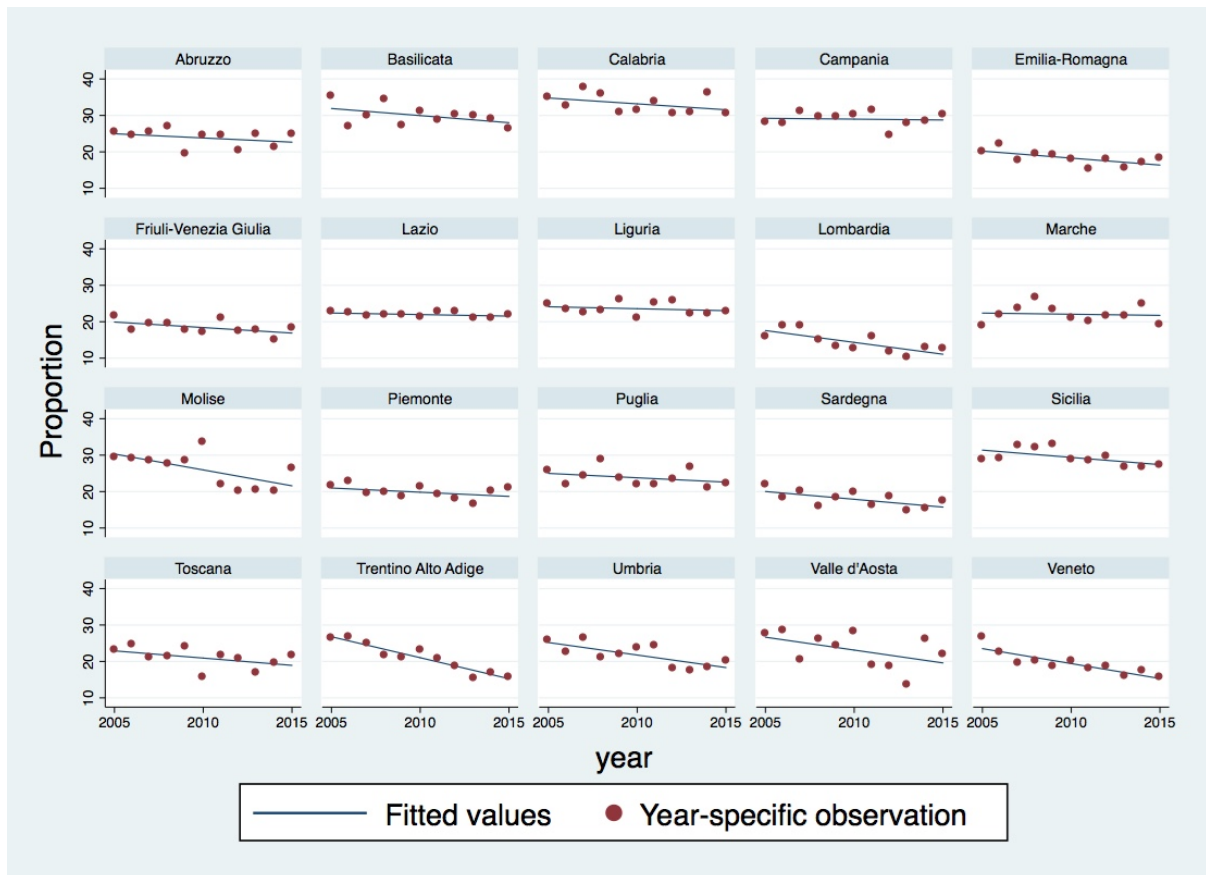 Abruzzo Basilicata Calabria Campania Emilia-Romagna
40
30
20
10
Friuli-Venezia Giulia Lazio Liguria Lombardia Marche
40
30
20
10
Molise Piemonte Puglia Sardegna Sicilia
40
30
20
10
Toscana Trentino Alto Adige Umbria Valle d'Aosta Veneto
40
30
20
10
Proportion
2005 2010 2015 2005 2010 2015 2005 2010 2015 2005 2010 2015 2005 2010 2015
year
Fitted values Year-specific observation